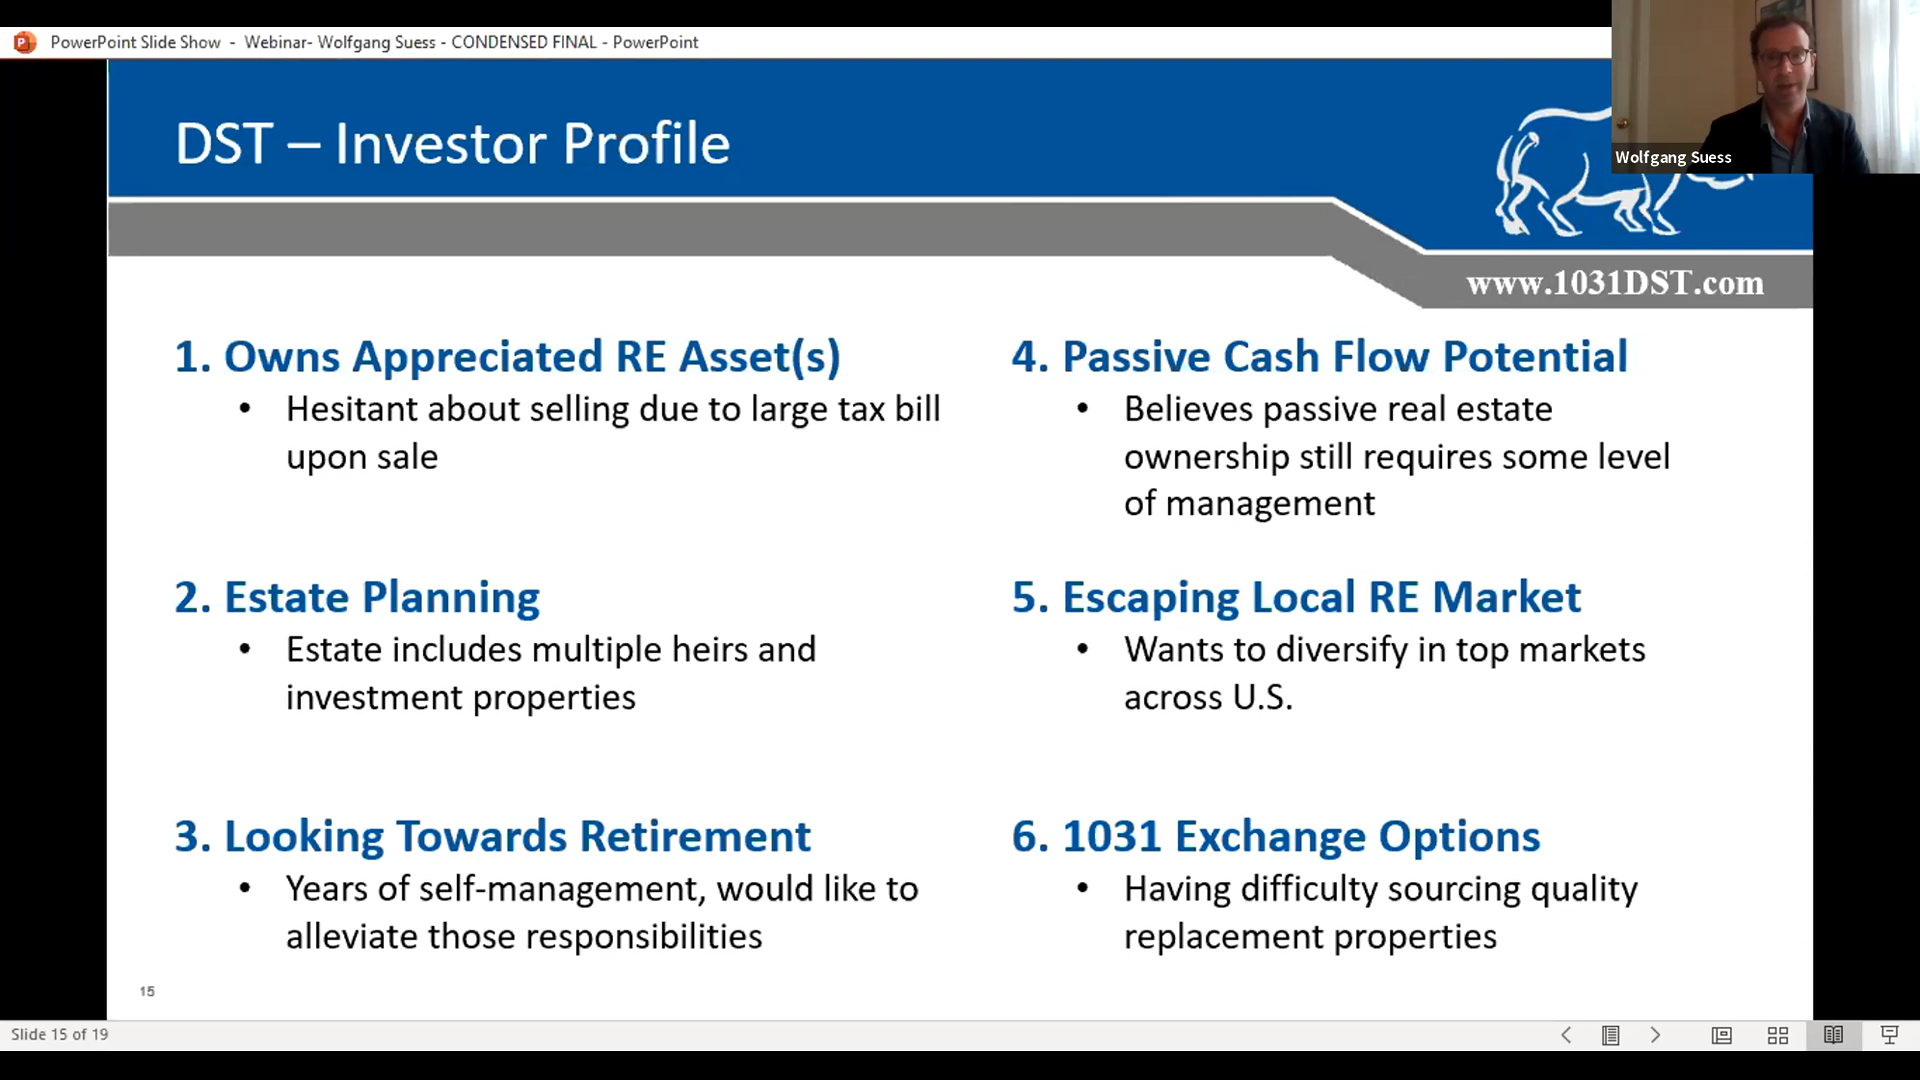 PowerPoint Slide Show - Webinar- Wolfgang Suess - CONDENSED FINAL - PowerPoint
Wolfgang Suess
DST – Investor Profile
www.1031DST.com
1. Owns Appreciated RE Asset(s)
• Hesitant about selling due to large tax bill
upon sale
2. Estate Planning
• Estate includes multiple heirs and
investment properties
3. Looking Towards Retirement
• Years of self-management, would like to
alleviate those responsibilities
4. Passive Cash Flow Potential
• Believes passive real estate
ownership still requires some level
of management
5. Escaping Local RE Market
• Wants to diversify in top markets
across U.S.
6. 1031 Exchange Options
• Having difficulty sourcing quality
replacement properties
15
Slide 15 of 19